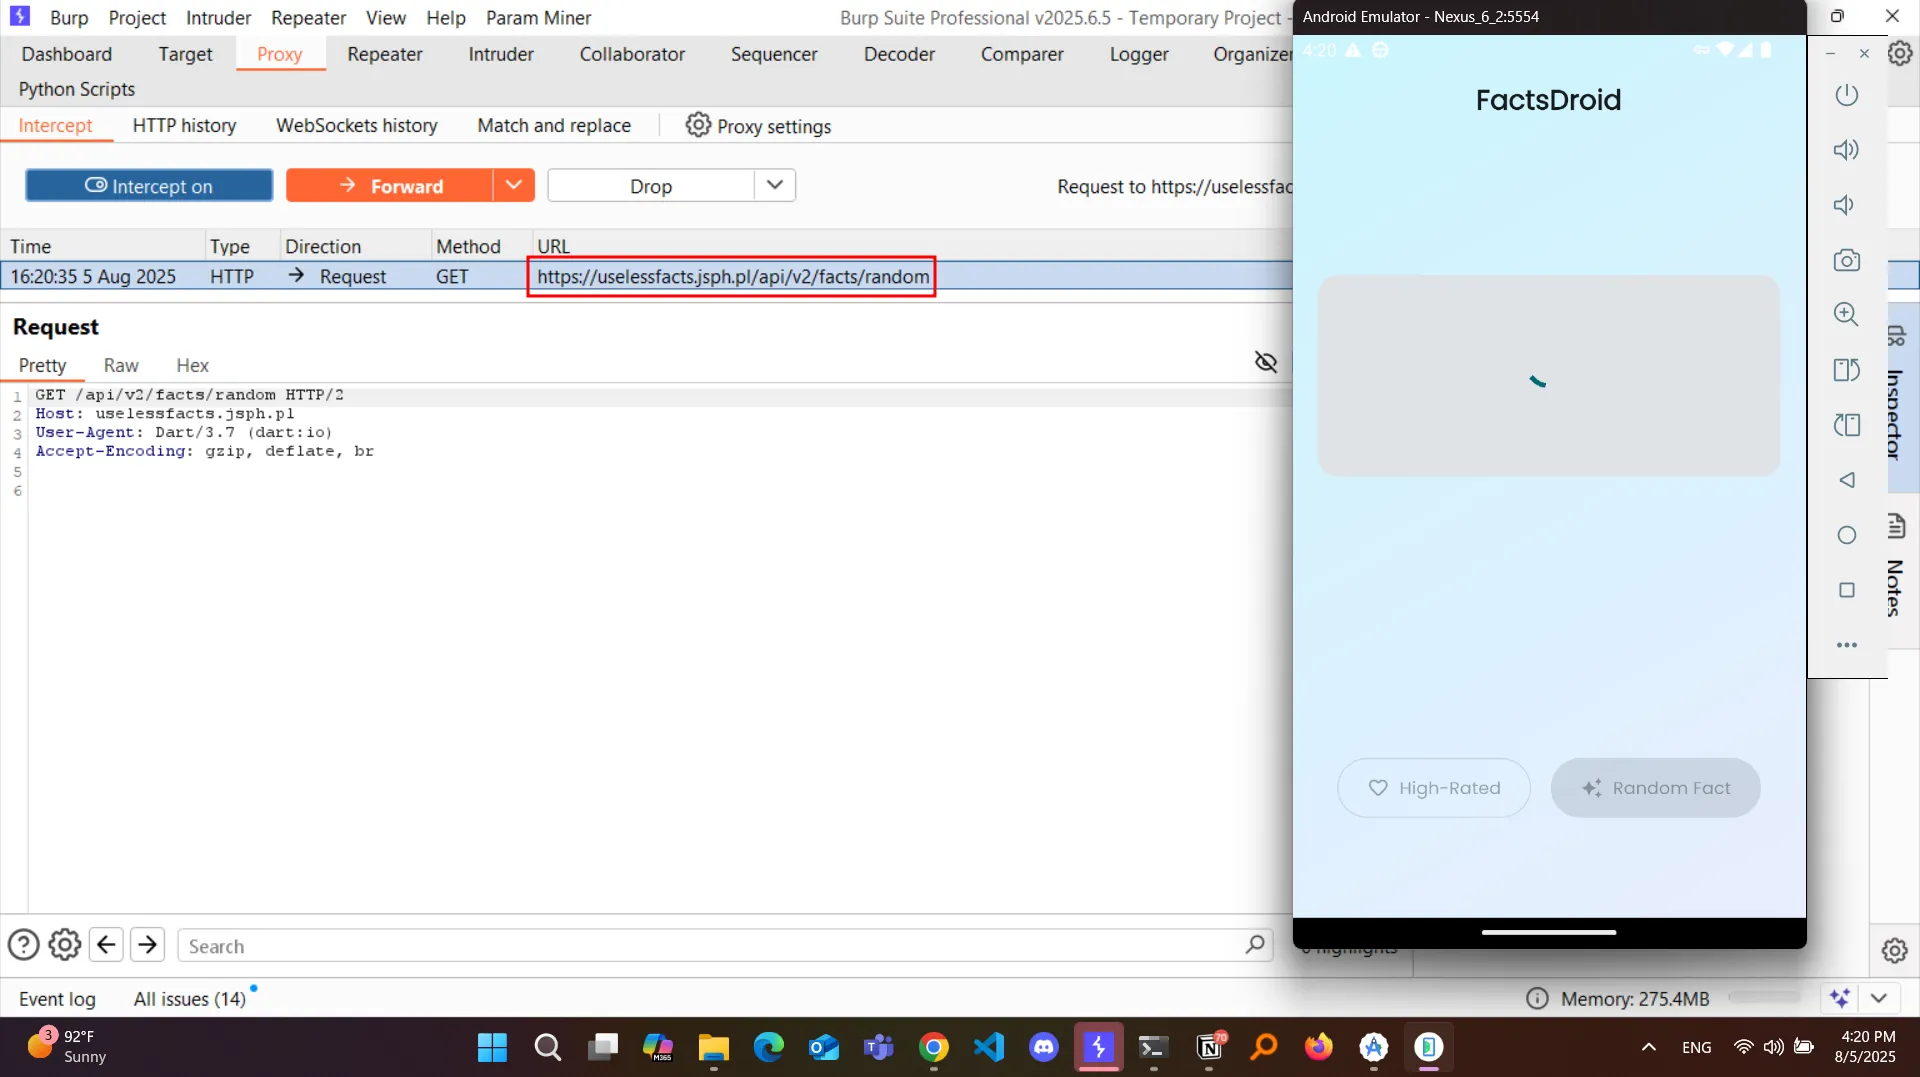 Burp Project Intruder Repeater View Help Param Miner Burp Suite Professional v2025.6.5 - Temporary Project -
Dashboard Target Proxy Repeater Intruder Collaborator Sequencer Decoder Comparer Logger Organizer
Python Scripts
Intercept HTTP history WebSockets history Match and replace Proxy settings
Intercept on Forward Drop Request to https://uselessfac
Time Type Direction Method URL
16:20:35 5 Aug 2025 HTTP → Request GET https://uselessfacts.jsph.pl/api/v2/facts/random
Request
Pretty Raw Hex
1 GET /api/v2/facts/random HTTP/2
2 Host: uselessfacts.jsph.pl
3 User-Agent: Dart/3.7 (dart:io)
4 Accept-Encoding: gzip, deflate, br
5
6
Search
0 highlights
Event log All issues (14) Memory: 275.4MB
Inspector
Notes
Android Emulator - Nexus_6_2:5554
4:20
FactsDroid
High-Rated Random Fact
3 92°F
Sunny
M365
70
ENG
4:20 PM
8/5/2025